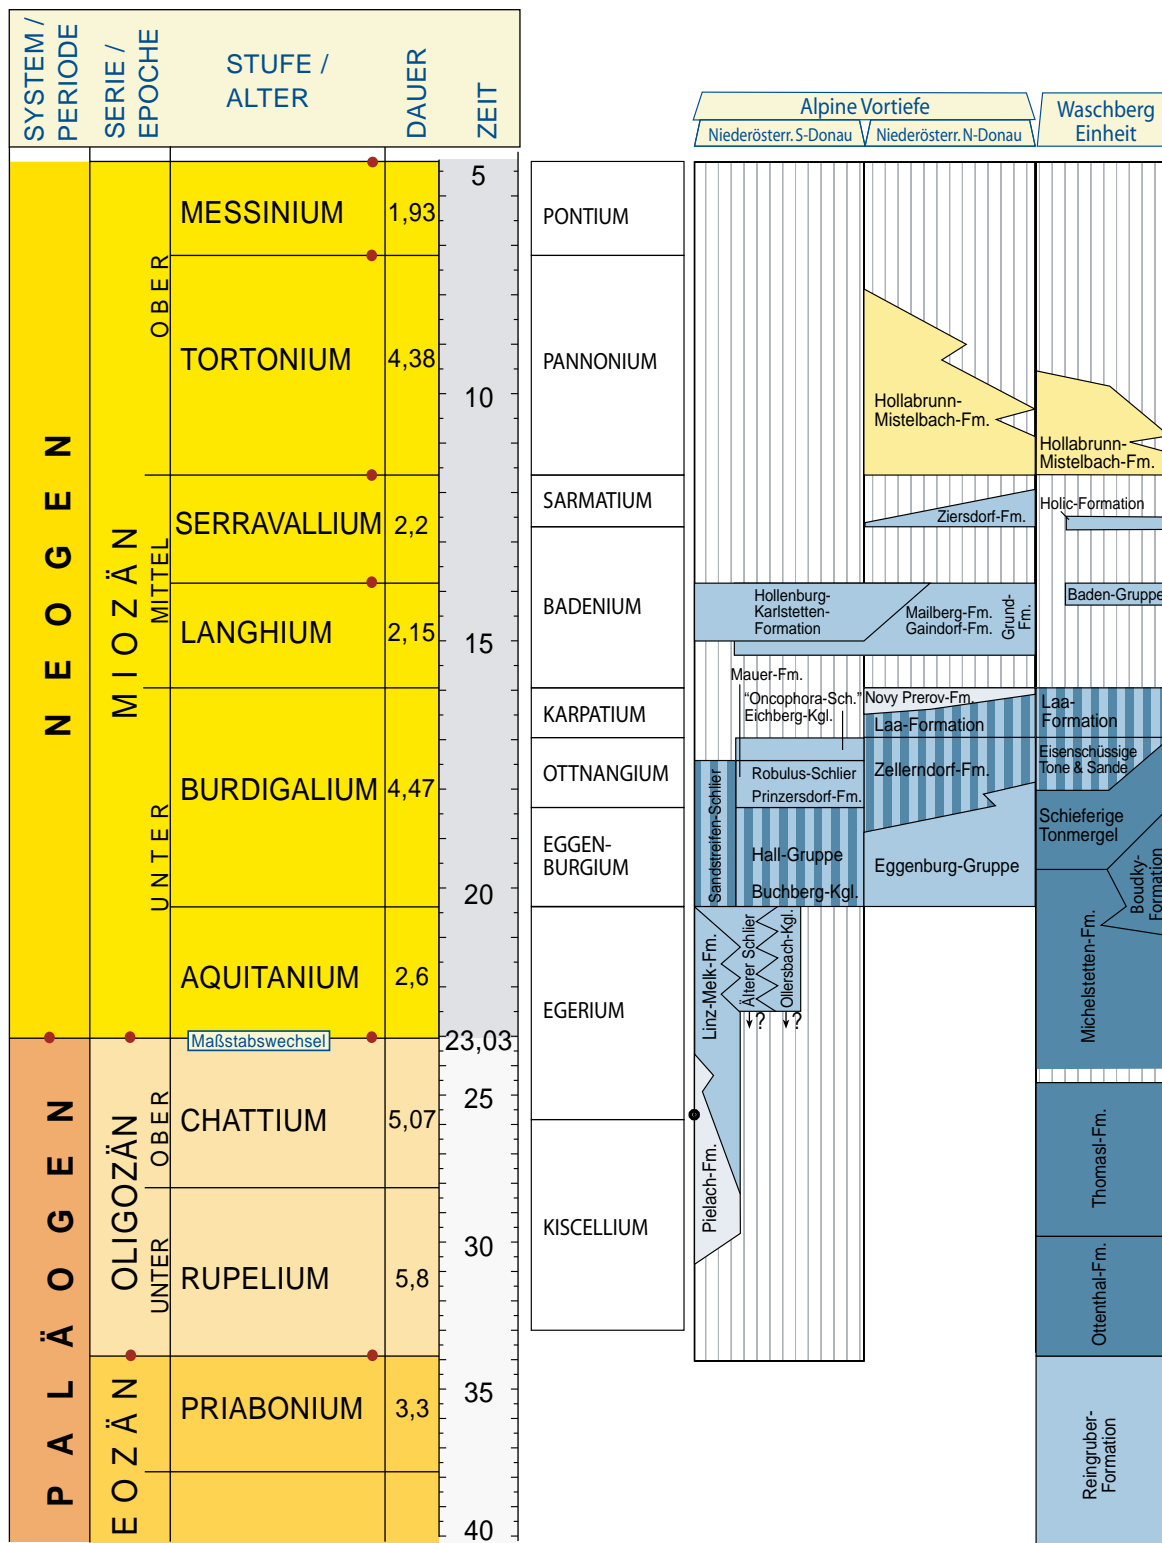 SYSTEM /
PERIODE
SERIE /
EPOCHE
STUFE /
ALTER
DAUER
ZEIT
Alpine Vortiefe
Niederösterr. S-Donau
Niederösterr. N-Donau
Waschberg
Einheit
NEOGEN
PALÄOGEN
MIOZÄN
OLIGOZÄN
EOZÄN
OBER
MITTEL
UNTER
OBER
UNTER
MESSINIUM
1,93
TORTONIUM
4,38
SERRAVALLIUM
2,2
LANGHIUM
2,15
BURDIGALIUM
4,47
AQUITANIUM
2,6
Maßstabswechsel
CHATTIUM
5,07
RUPELIUM
5,8
PRIABONIUM
3,3
5
10
15
20
23,03
25
30
35
40
PONTIUM
PANNONIUM
SARMATIUM
BADENIUM
KARPATIUM
OTTNANGIUM
EGGEN-
BURGIUM
EGERIUM
KISCELLIUM
Hollenburg-
Karlstetten-
Formation
Mauer-Fm.
"Oncophora-Sch."
Eichberg-Kgl.
Robulus-Schlier
Prinzersdorf-Fm.
Sandstreifen-Schlier
Hall-Gruppe
Buchberg-Kgl.
Linz-Melk-Fm.
Älterer Schlier
Ollersbach-Kgl.
?
?
Pielach-Fm.
Hollabrunn-
Mistelbach-Fm.
Ziersdorf-Fm.
Mailberg-Fm.
Gaindorf-Fm.
Grund-
Fm.
Novy Prerov-Fm.
Laa-Formation
Zellerndorf-Fm.
Eggenburg-Gruppe
Hollabrunn-
Mistelbach-Fm.
Holic-Formation
Baden-Gruppe
Laa-
Formation
Eisenschüssige
Tone & Sande
Schieferige
Tonmergel
Boudky-
Formation
Michelstetten-Fm.
Thomasl-Fm.
Ottenthal-Fm.
Reingruber-
Formation